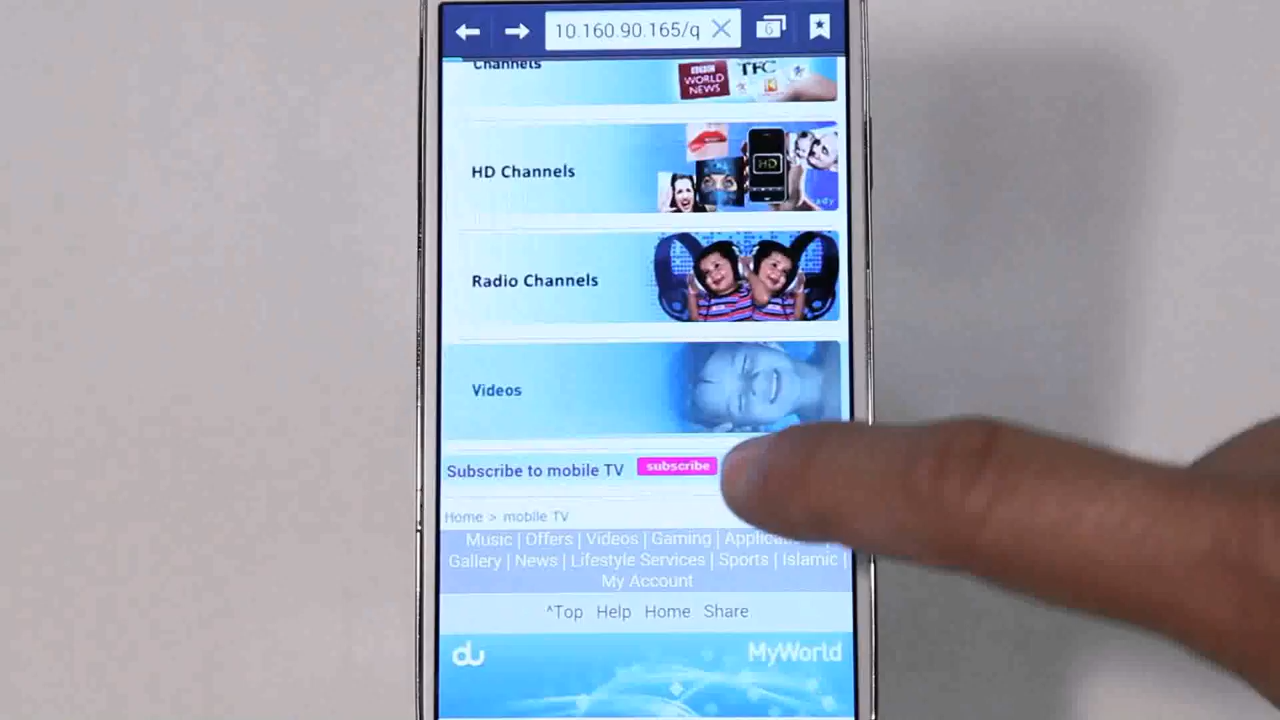 10.160.90.165/q
6
Channels
BBC
WORLD
NEWS
TFC
HD Channels
HD
Radio Channels
Videos
Subscribe to mobile TV subscribe
Home > mobile TV
Music | Offers | Videos | Gaming |
Gallery | News | Lifestyle Services | Sports | Islamic |
My Account
^Top Help Home Share
du MyWorld